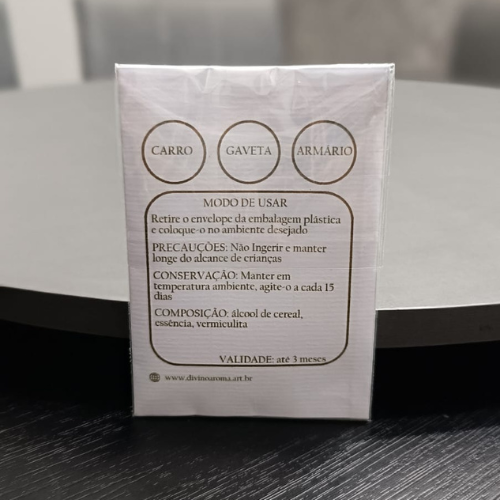 CARRO GAVETA ARMÁRIO
MODO DE USAR
Retire o envelope da embalagem plástica
e coloque-o no ambiente desejado
PRECAUÇÕES: Não Ingerir e manter
longe do alcance de crianças
CONSERVAÇÃO: Manter em
temperatura ambiente, agite-o a cada 15
dias
COMPOSIÇÃO: álcool de cereal,
essência, vermiculita
VALIDADE: até 3 meses
www.divinoaroma.art.br